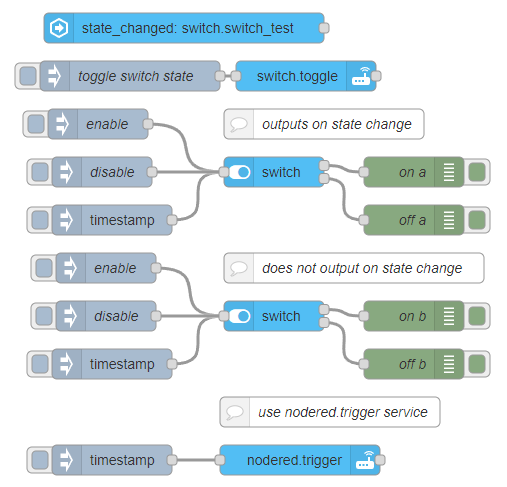 state_changed: switch.switch_test
toggle switch state
switch.toggle
enable
outputs on state change
disable
switch
on a
timestamp
off a
enable
does not output on state change
disable
switch
on b
timestamp
off b
use nodered.trigger service
timestamp
nodered.trigger